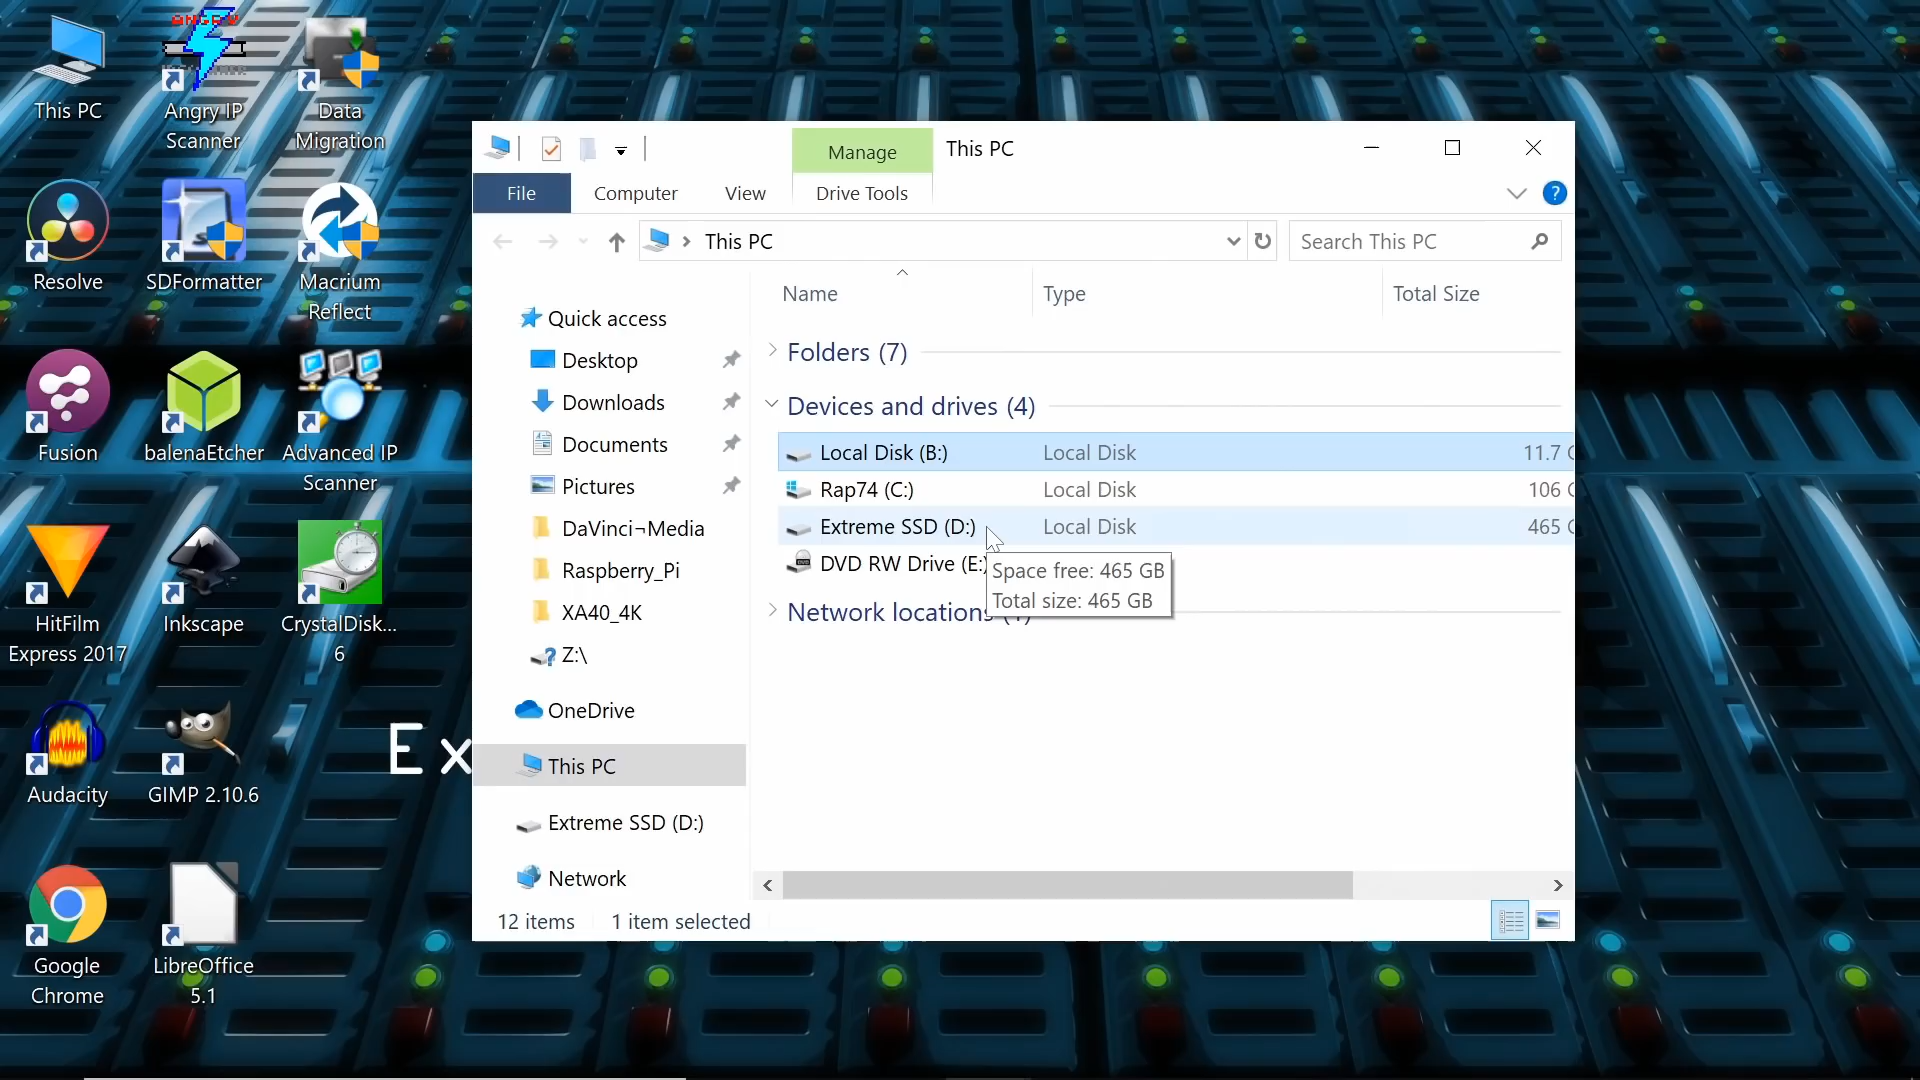 This PC
ANGRY
Angry IP
Scanner
Data
Migration
Resolve
SDFormatter
Macrium
Reflect
Fusion
balenaEtcher
Advanced IP
Scanner
HitFilm
Express 2017
Inkscape
CrystalDisk...
6
Audacity
GIMP 2.10.6
Google
Chrome
LibreOffice
5.1
Ex
Manage
This PC
File
Computer
View
Drive Tools
?
This PC
Search This PC
Name
Type
Total Size
Quick access
Desktop
Downloads
Documents
Pictures
DaVinci¬Media
Raspberry_Pi
XA40_4K
Z:\
OneDrive
This PC
Extreme SSD (D:)
Network
Folders (7)
Devices and drives (4)
Local Disk (B:)
Local Disk
11.7
Rap74 (C:)
Local Disk
106
Extreme SSD (D:)
Local Disk
465
DVD RW Drive (E:)
Space free: 465 GB
Total size: 465 GB
Network locations
12 items
1 item selected